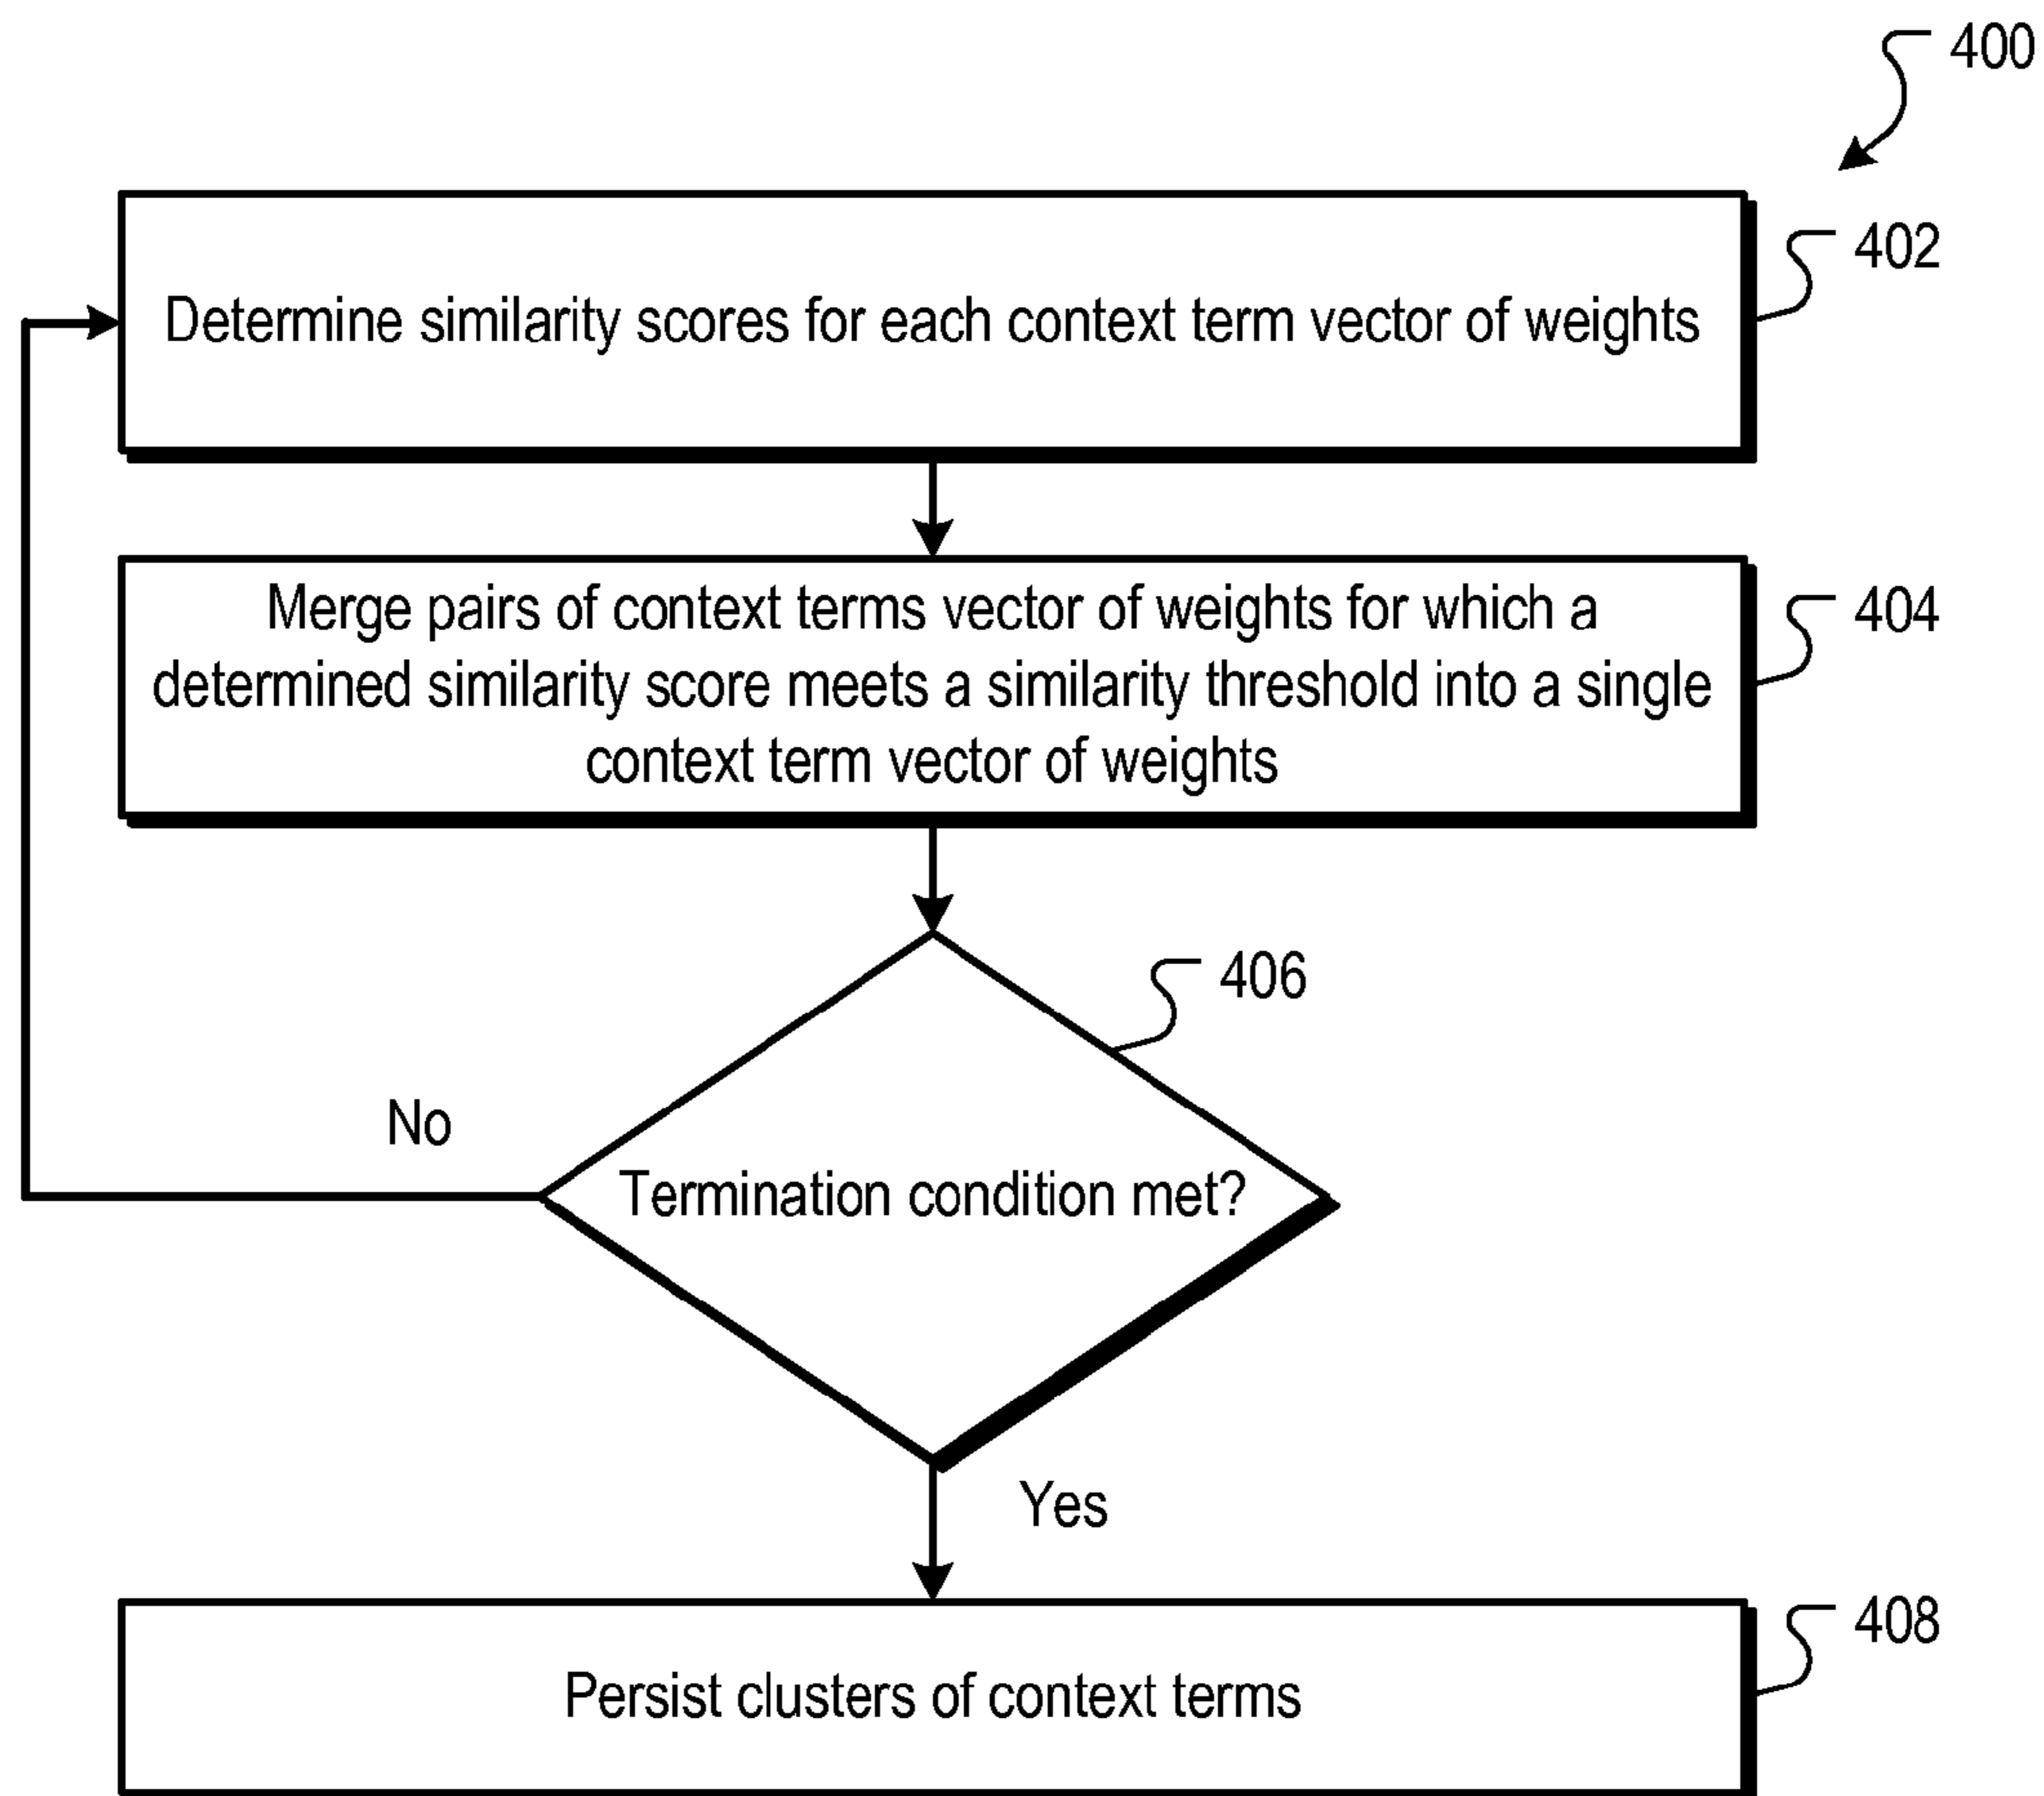 400
402
Determine similarity scores for each context term vector of weights
404
Merge pairs of context terms vector of weights for which a
determined similarity score meets a similarity threshold into a single
context term vector of weights
406
No
Termination condition met?
Yes
408
Persist clusters of context terms